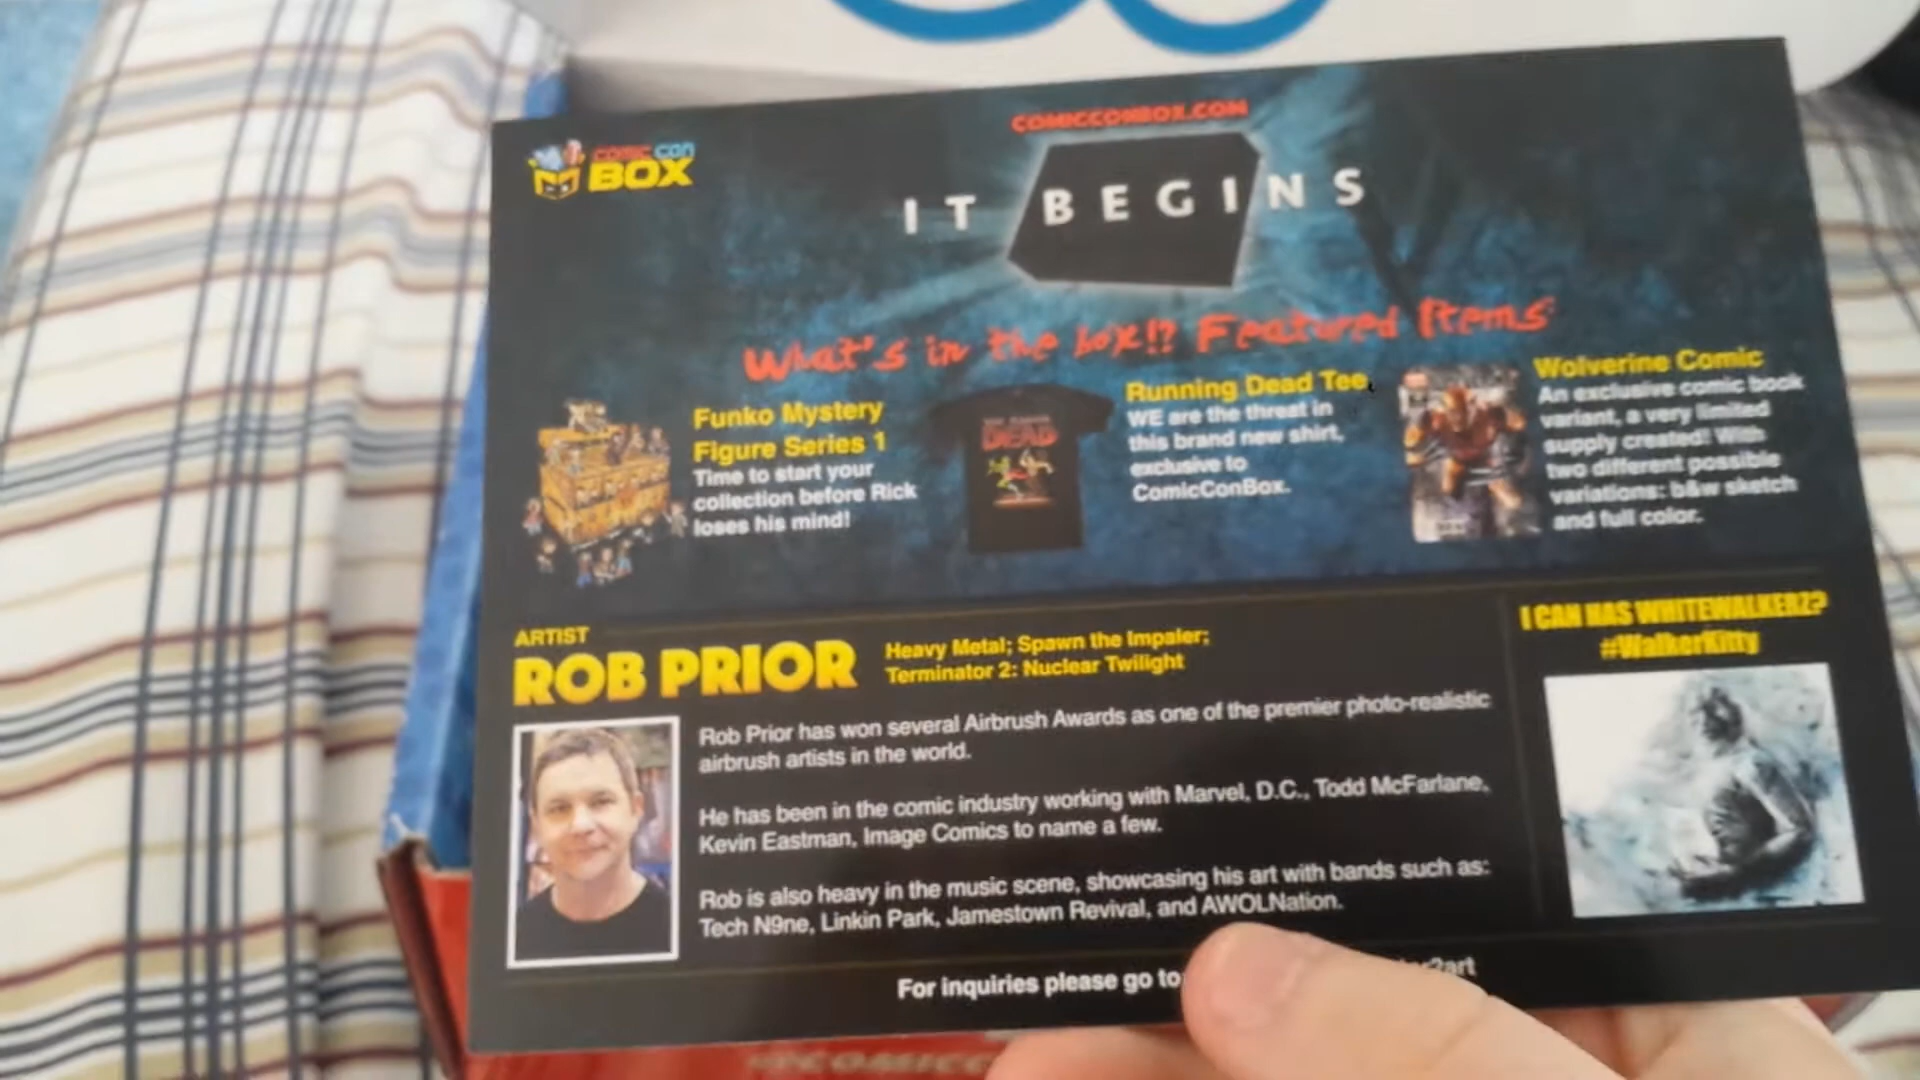 COMICCONBOX.COM
COMIC CON
BOX
IT BEGINS
What's in the box!? Featured Items
Funko Mystery
Figure Series 1
Time to start your
collection before Rick
loses his mind!
DEAD
Running Dead Tee
WE are the threat in
this brand new shirt,
exclusive to
ComicConBox.
Wolverine Comic
An exclusive comic book
variant, a very limited
supply created! With
two different possible
variations: b&w sketch
and full color.
ARTIST
ROB PRIOR
Heavy Metal; Spawn the Impaler;
Terminator 2: Nuclear Twilight
Rob Prior has won several Airbrush Awards as one of the premier photo-realistic
airbrush artists in the world.
He has been in the comic industry working with Marvel, D.C., Todd McFarlane,
Kevin Eastman, Image Comics to name a few.
Rob is also heavy in the music scene, showcasing his art with bands such as:
Tech N9ne, Linkin Park, Jamestown Revival, and AWOLNation.
For inquiries please go to
I CAN HAS WHITEWALKERZ?
#WalkerKitty